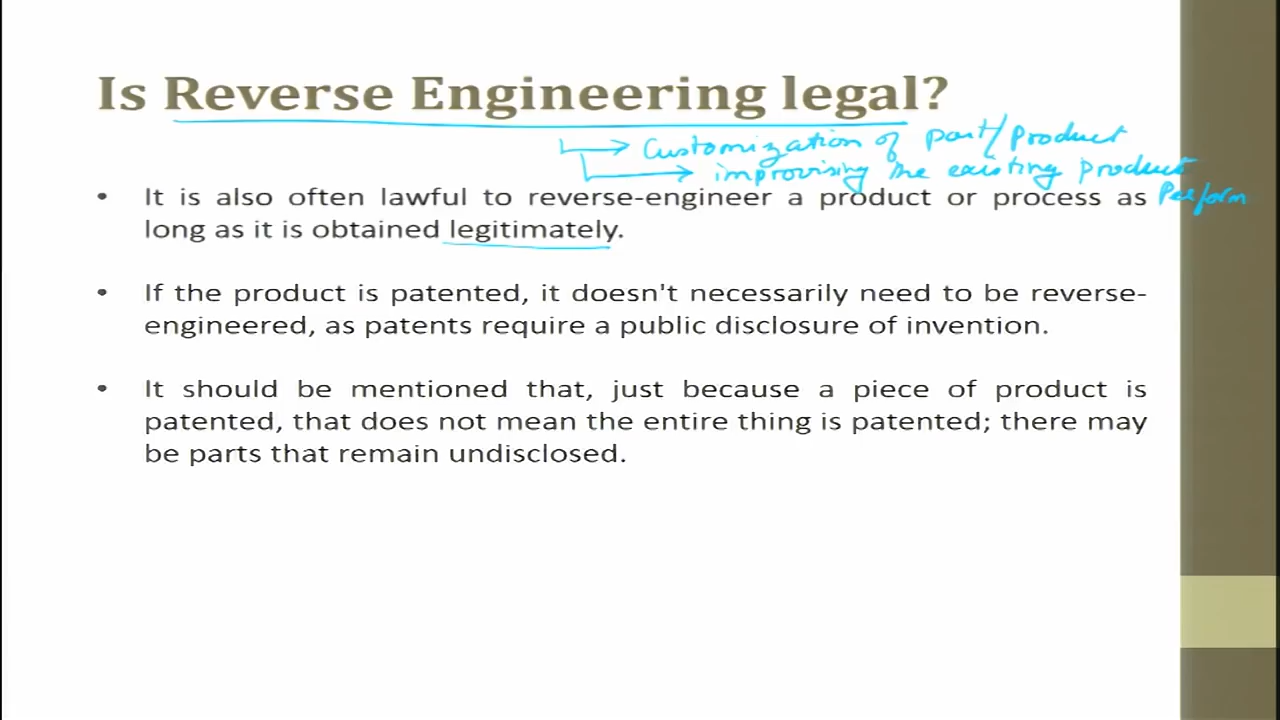 Is Reverse Engineering legal?
→ Customization of part/product
→ improvising the existing product
Perform
• It is also often lawful to reverse-engineer a product or process as
long as it is obtained legitimately.
• If the product is patented, it doesn't necessarily need to be reverse-
engineered, as patents require a public disclosure of invention.
• It should be mentioned that, just because a piece of product is
patented, that does not mean the entire thing is patented; there may
be parts that remain undisclosed.